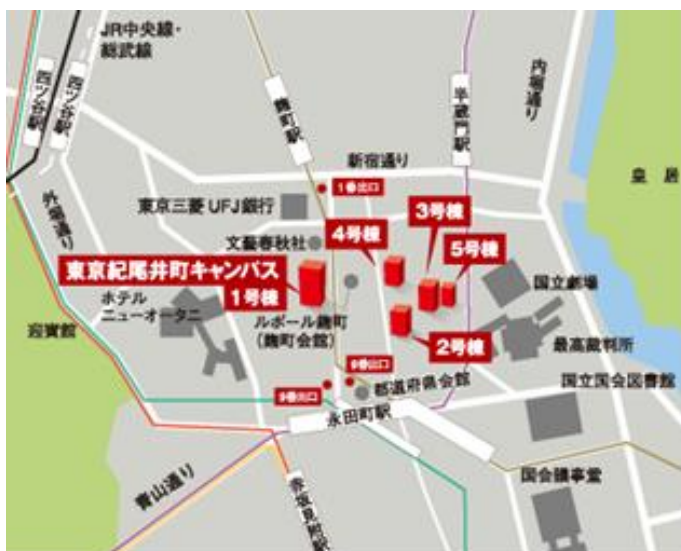 JR中央線・
総武線
四ツ谷駅
四ツ谷駅
麹町駅
半蔵門駅
内堀通り
新宿通り
皇居
外堀通り
1番出口
東京三菱UFJ銀行
3号棟
4号棟
文藝春秋社
5号棟
東京紀尾井町キャンパス
1号棟
国立劇場
ホテル
ニューオータニ
ルポール麹町
(麹町会館)
迎賓館
2号棟
最高裁判所
9番出口
都道府県会館
国立国会図書館
永田町駅
国会議事堂
青山通り
赤坂見附駅